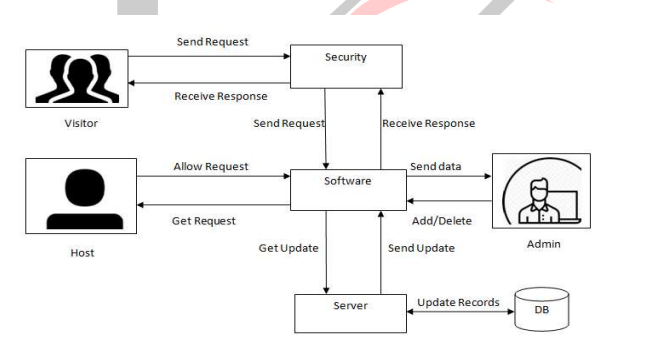 Send Request
Security
Receive Response
Visitor
Send Request
Receive Response
Allow Request
Software
Send data
Get Request
Add/Delete
Host
Admin
Get Update
Send Update
Server
Update Records
DB